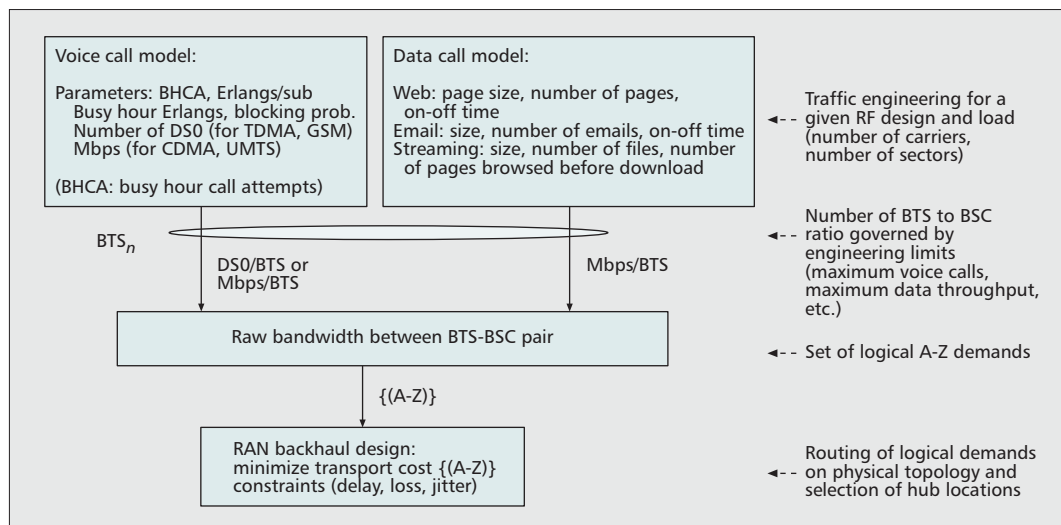 Voice call model:
Parameters: BHCA, Erlangs/sub
Busy hour Erlangs, blocking prob.
Number of DS0 (for TDMA, GSM)
Mbps (for CDMA, UMTS)
(BHCA: busy hour call attempts)
Data call model:
Web: page size, number of pages,
on-off time
Email: size, number of emails, on-off time
Streaming: size, number of files, number
of pages browsed before download
Traffic engineering for a
given RF design and load
(number of carriers,
number of sectors)
BTSn
DS0/BTS or
Mbps/BTS
Mbps/BTS
Number of BTS to BSC
ratio governed by
engineering limits
(maximum voice calls,
maximum data throughput,
etc.)
Raw bandwidth between BTS-BSC pair
Set of logical A-Z demands
{(A-Z)}
RAN backhaul design:
minimize transport cost {(A-Z)}
constraints (delay, loss, jitter)
Routing of logical demands
on physical topology and
selection of hub locations